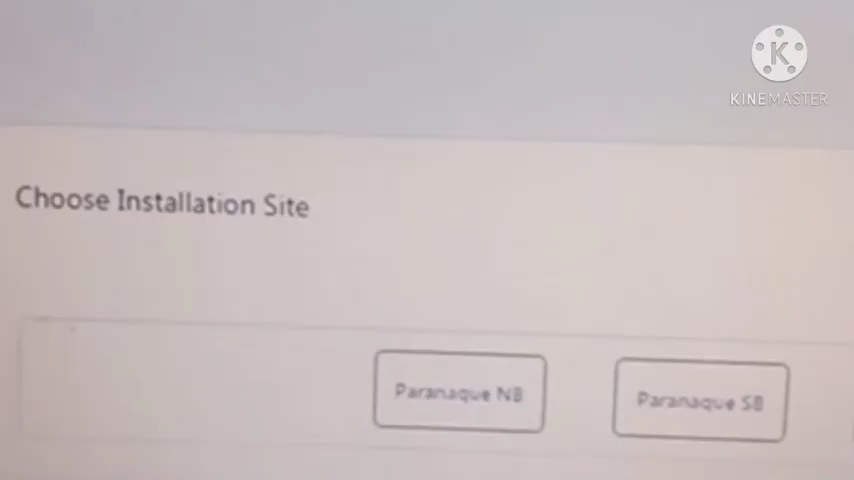 KINEMASTER
Choose Installation Site
Paranaque NB
Paranaque SB